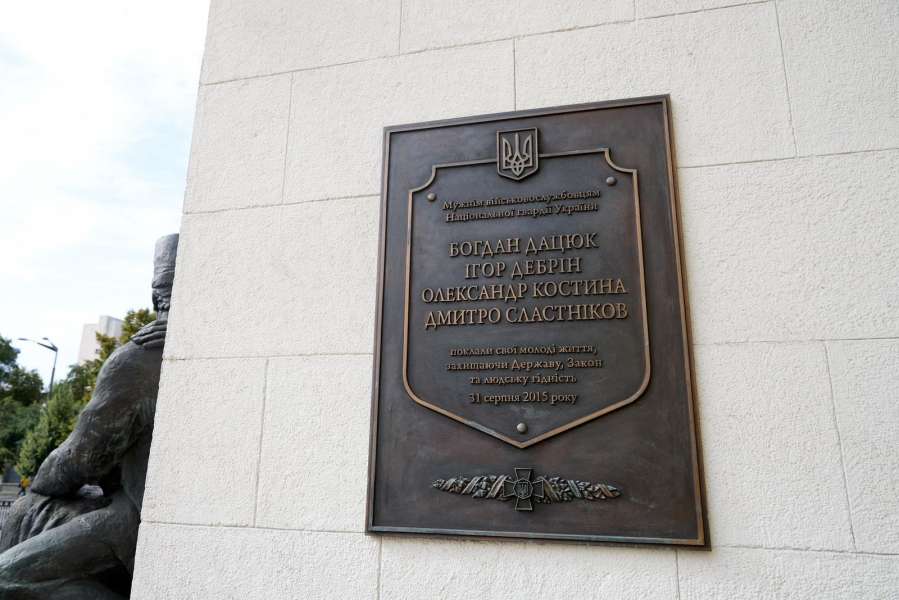 Мужнім військовослужбовцям
Національної гвардії України
БОГДАН ДАЦЮК
ІГОР ДЕБРІН
ОЛЕКСАНДР КОСТИНА
ДМИТРО СЛАСТНІКОВ
поклали свої молоді життя,
захищаючи Державу, Закон
та людську гідність
31 серпня 2015 року